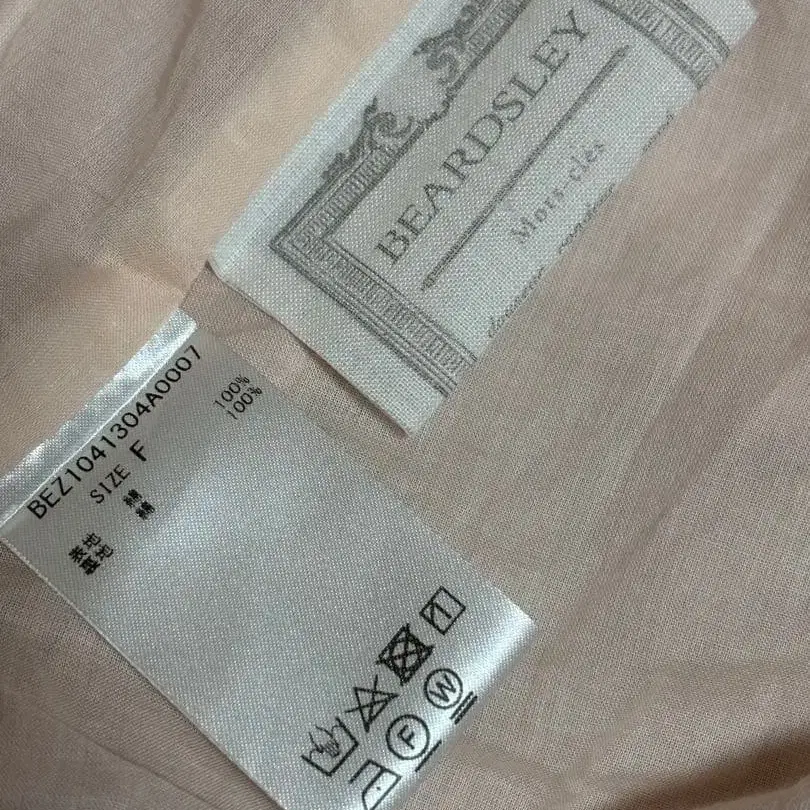 BEARDSLEY
Mots-clés
BEZ1041304A0007
SIZE F
表地 綿 100%
裏地 綿 100%
F
W